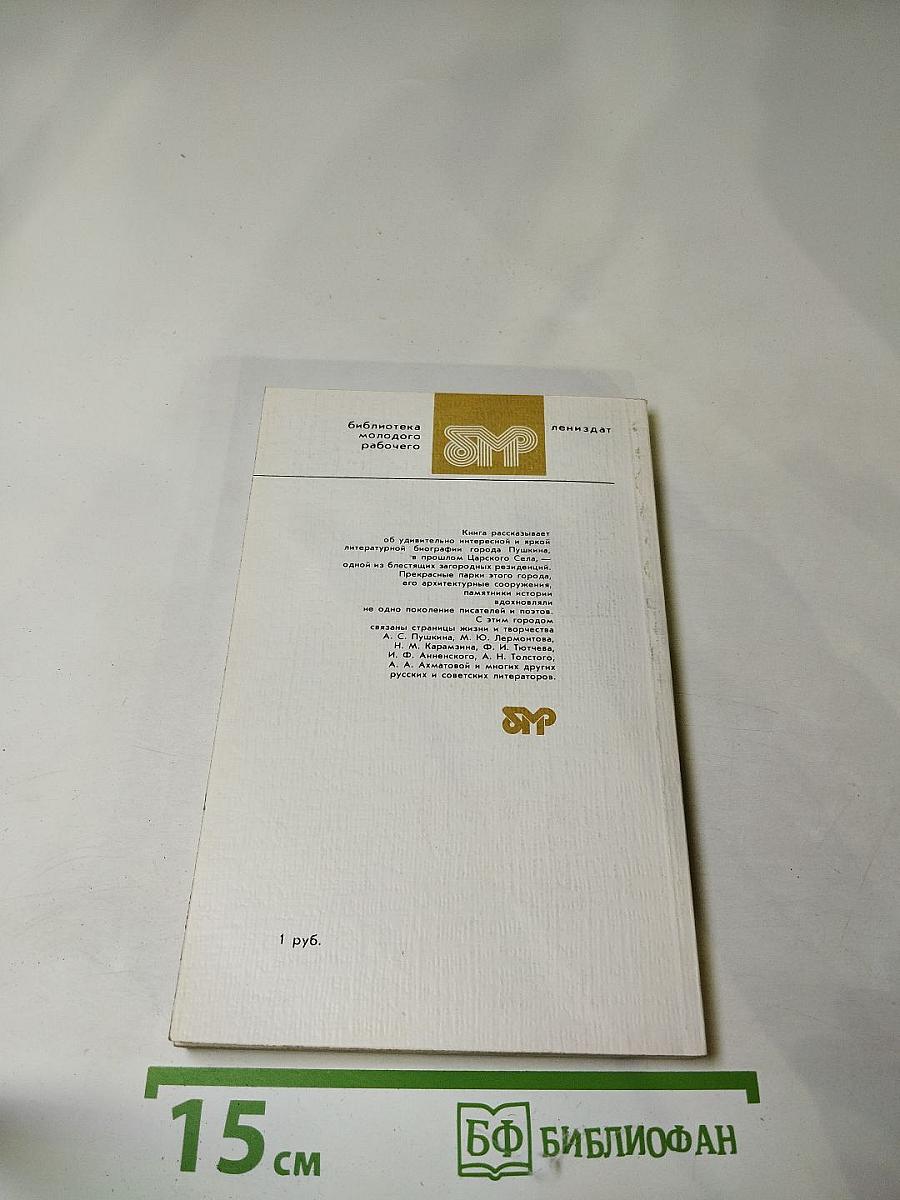 библиотека
молодого
рабочего
бмр
лениздат
Книга рассказывает
об удивительно интересной и яркой
литературной биографии города Пушкина,
в прошлом Царского Села, —
одной из блестящих загородных резиденций.
Прекрасные парки этого города,
его архитектурные сооружения,
памятники истории
вдохновляли
не одно поколение писателей и поэтов.
С этим городом
связаны страницы жизни и творчества
А. С. Пушкина, М. Ю. Лермонтова,
Н. М. Карамзина, Ф. И. Тютчева,
И. Ф. Анненского, А. Н. Толстого,
А. А. Ахматовой и многих других
русских и советских литераторов.
бмр
1 руб.
15 см
БФ БИБЛИОФАН